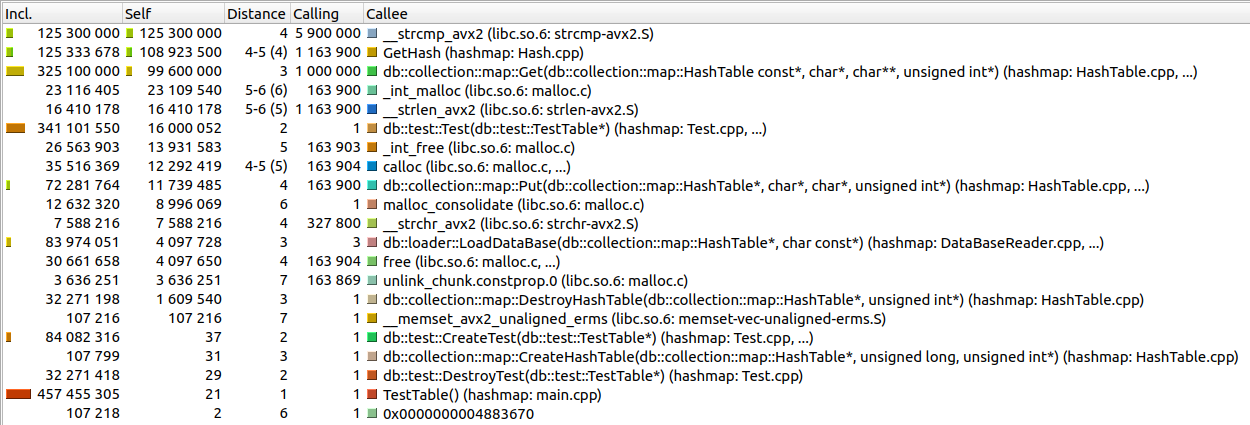 Incl. Self Distance Calling Callee
125 300 000 125 300 000 4 5 900 000 __strcmp_avx2 (libc.so.6: strcmp-avx2.S)
125 333 678 108 923 500 4-5 (4) 1 163 900 GetHash (hashmap: Hash.cpp)
325 100 000 99 600 000 3 1 000 000 db::collection::map::Get(db::collection::map::HashTable const*, char*, char**, unsigned int*) (hashmap: HashTable.cpp, ...)
23 116 405 23 109 540 5-6 (6) 163 900 _int_malloc (libc.so.6: malloc.c)
16 410 178 16 410 178 5-6 (5) 1 163 900 __strlen_avx2 (libc.so.6: strlen-avx2.S)
341 101 550 16 000 052 2 1 db::test::Test(db::test::TestTable*) (hashmap: Test.cpp, ...)
26 563 903 13 931 583 5 163 903 _int_free (libc.so.6: malloc.c)
35 516 369 12 292 419 4-5 (5) 163 904 calloc (libc.so.6: malloc.c, ...)
72 281 764 11 739 485 4 163 900 db::collection::map::Put(db::collection::map::HashTable*, char*, char*, unsigned int*) (hashmap: HashTable.cpp, ...)
12 632 320 8 996 069 6 1 malloc_consolidate (libc.so.6: malloc.c)
7 588 216 7 588 216 4 327 800 __strchr_avx2 (libc.so.6: strchr-avx2.S)
83 974 051 4 097 728 3 3 db::loader::LoadDataBase(db::collection::map::HashTable*, char const*) (hashmap: DataBaseReader.cpp, ...)
30 661 658 4 097 650 4 163 904 free (libc.so.6: malloc.c, ...)
3 636 251 3 636 251 7 163 869 unlink_chunk.constprop.0 (libc.so.6: malloc.c)
32 271 198 1 609 540 3 1 db::collection::map::DestroyHashTable(db::collection::map::HashTable*, unsigned int*) (hashmap: HashTable.cpp)
107 216 107 216 7 1 __memset_avx2_unaligned_erms (libc.so.6: memset-vec-unaligned-erms.S)
84 082 316 37 2 1 db::test::CreateTest(db::test::TestTable*) (hashmap: Test.cpp, ...)
107 799 31 3 1 db::collection::map::CreateHashTable(db::collection::map::HashTable*, unsigned long, unsigned int*) (hashmap: HashTable.cpp)
32 271 418 29 2 1 db::test::DestroyTest(db::test::TestTable*) (hashmap: Test.cpp)
457 455 305 21 1 1 TestTable() (hashmap: main.cpp)
107 218 2 6 1 0x0000000004883670